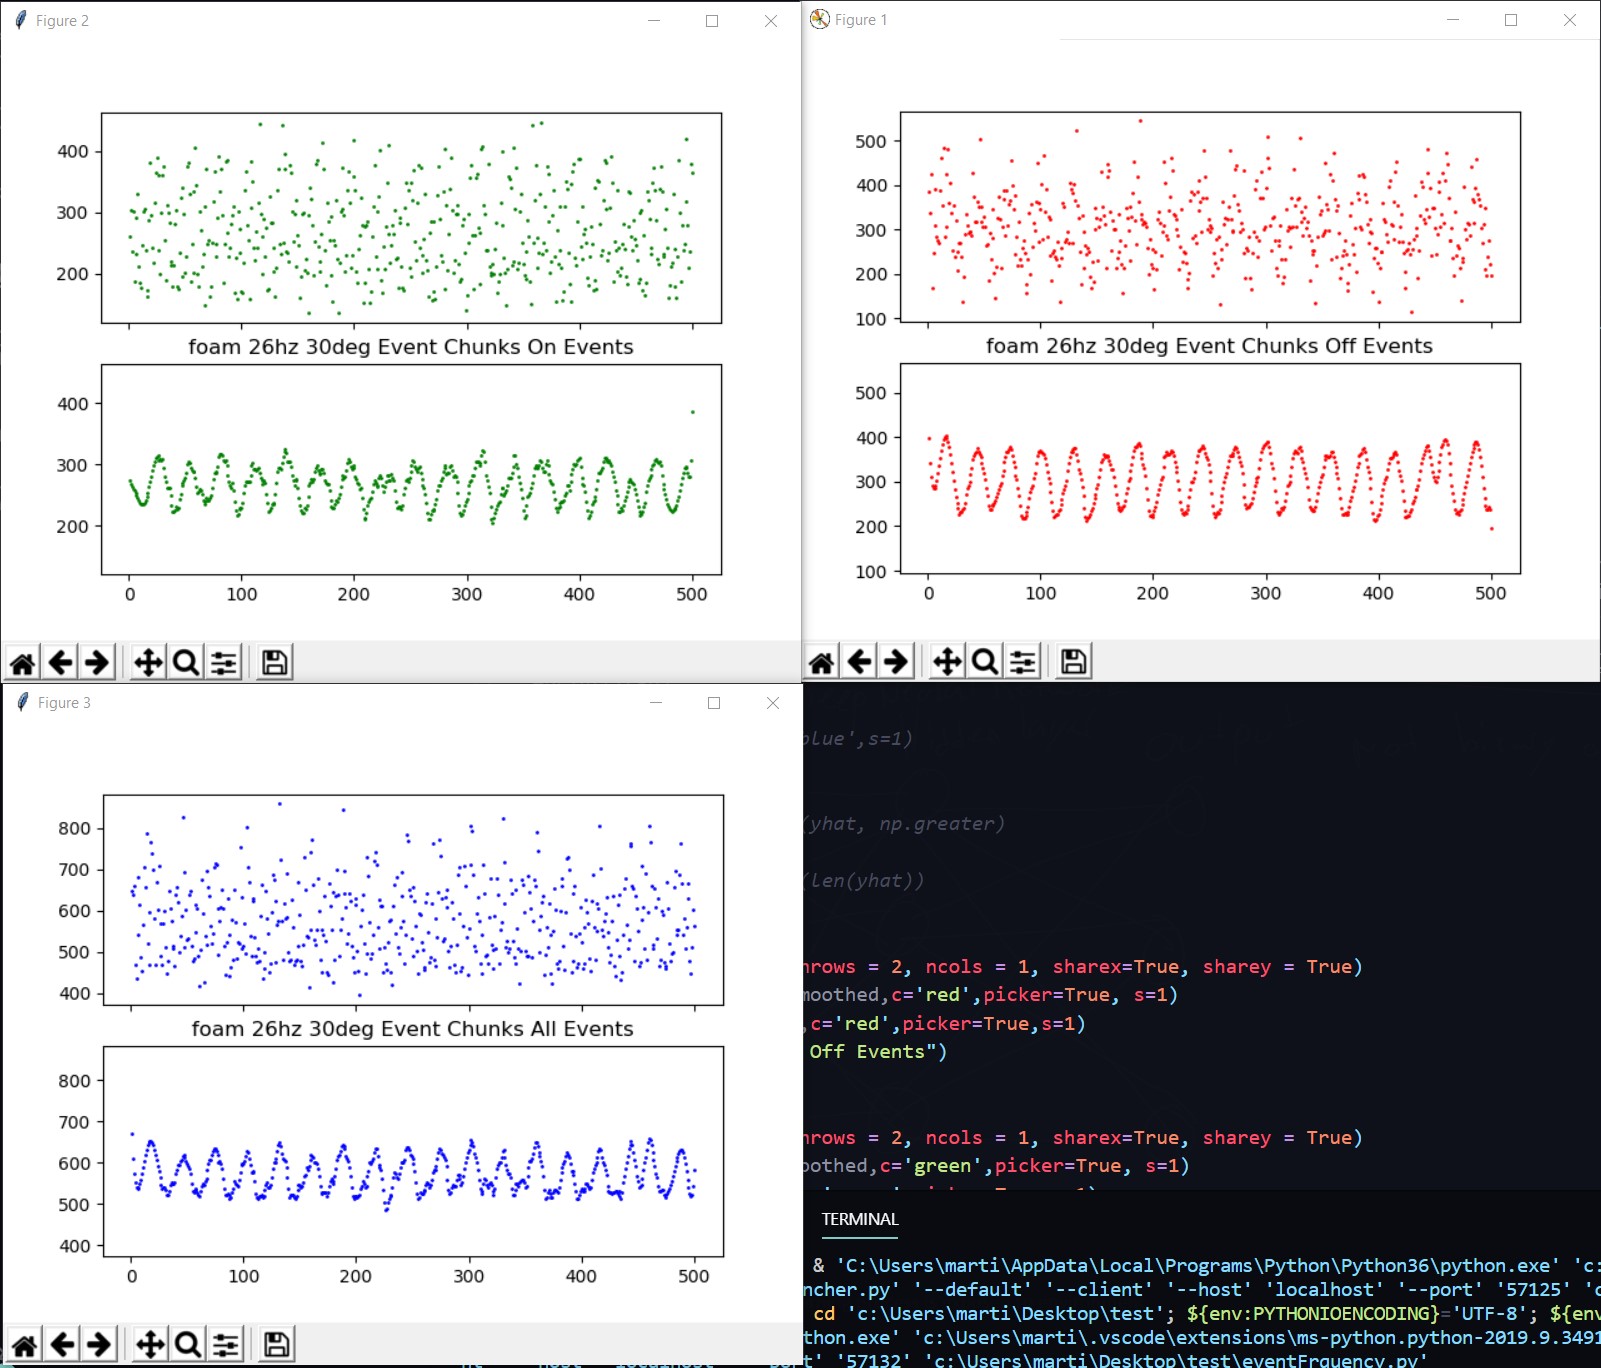 Figure 2
400
300
200
foam 26hz 30deg Event Chunks On Events
400
300
200
0 100 200 300 400 500
Figure 1
500
400
300
200
100
foam 26hz 30deg Event Chunks Off Events
500
400
300
200
100
0 100 200 300 400 500
Figure 3
800
700
600
500
400
foam 26hz 30deg Event Chunks All Events
800
700
600
500
400
0 100 200 300 400 500
blue',s=1)
(yhat, np.greater)
(len(yhat))
nrows = 2, ncols = 1, sharex=True, sharey = True)
moothed,c='red',picker=True, s=1)
,c='red',picker=True,s=1)
Off Events")
nrows = 2, ncols = 1, sharex=True, sharey = True)
oothed,c='green',picker=True, s=1)
TERMINAL
& 'C:\Users\marti\AppData\Local\Programs\Python\Python36\python.exe' 'c:
ncher.py' '--default' '--client' '--host' 'localhost' '--port' '57125' 'c
cd 'c:\Users\marti\Desktop\test'; ${env:PYTHONIOENCODING}='UTF-8'; ${env
thon.exe' 'c:\Users\marti\.vscode\extensions\ms-python.python-2019.9.3491
t' '57132' 'c:\Users\marti\Desktop\test\eventFrquency.py'